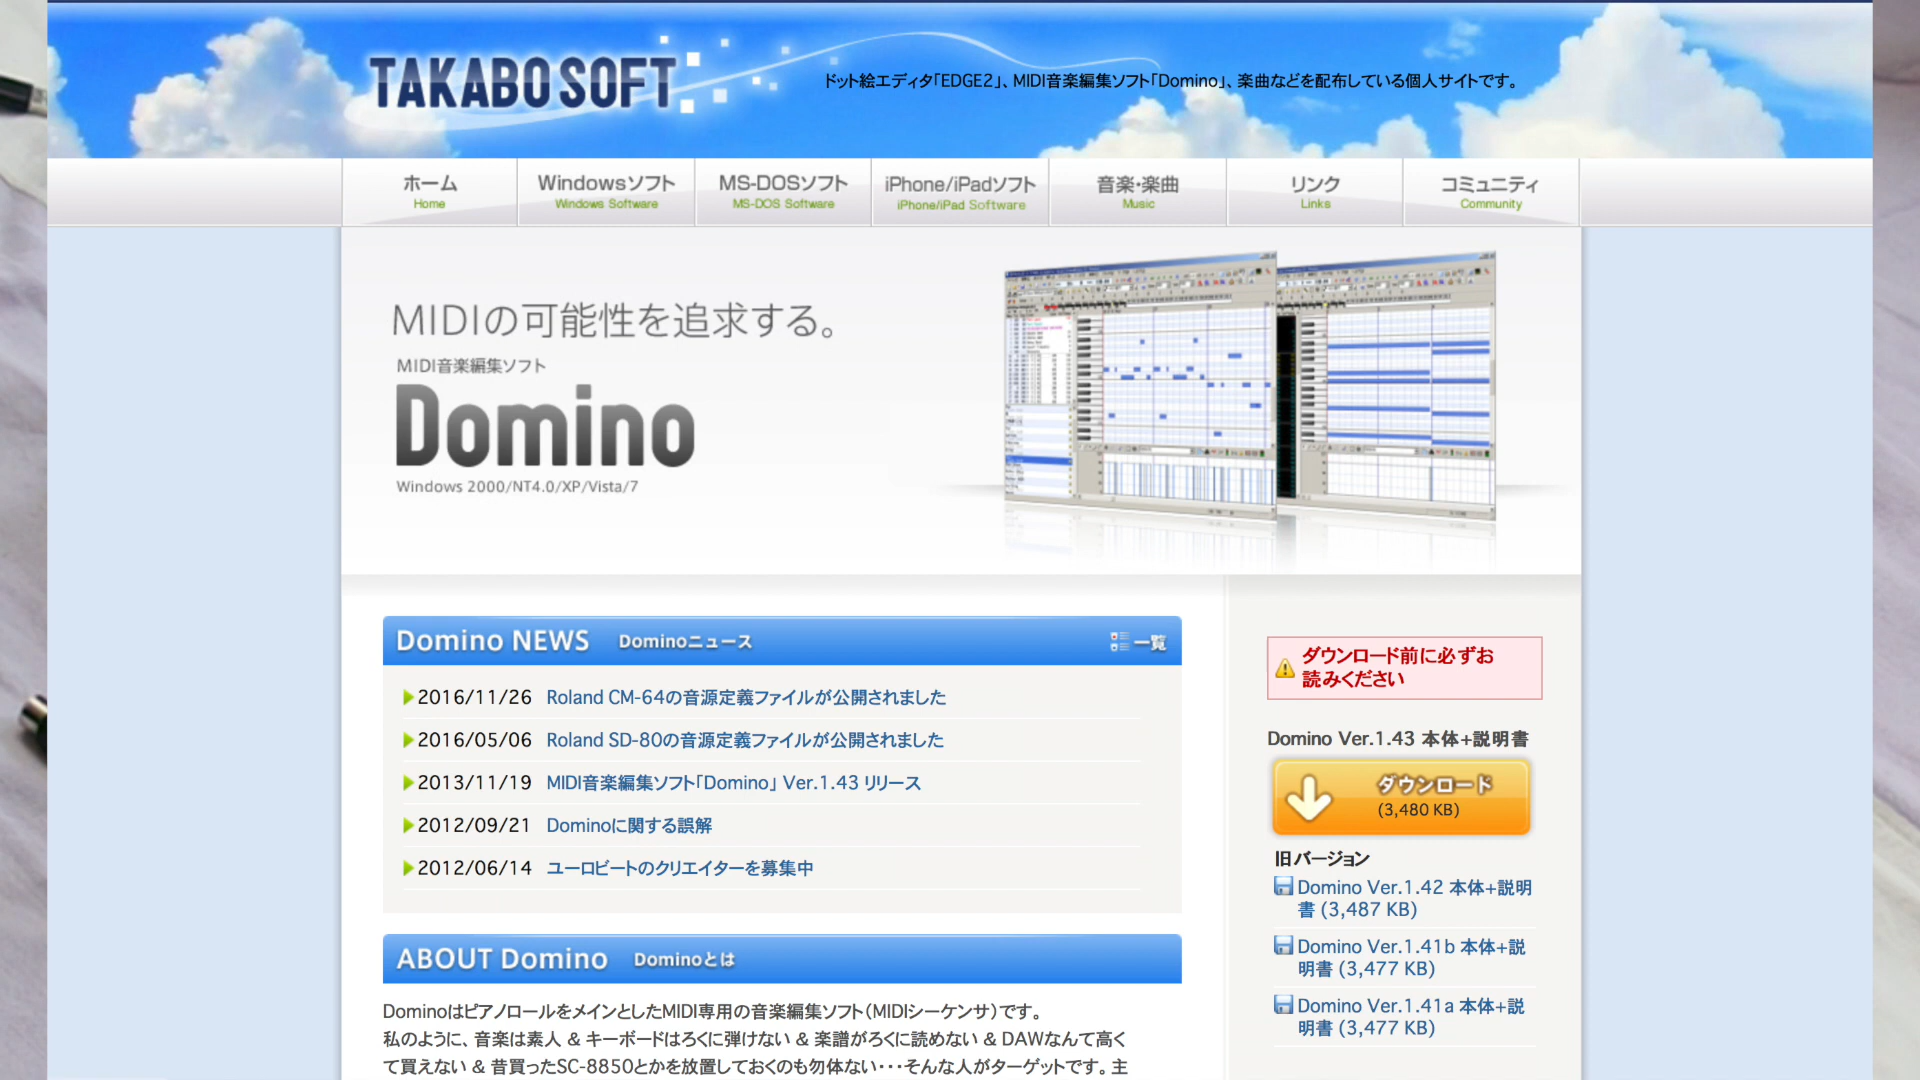 TAKABO SOFT
ドット絵エディタ「EDGE2」、MIDI音楽編集ソフト「Domino」、楽曲などを配布している個人サイトです。
ホーム
Home
Windowsソフト
Windows Software
MS-DOSソフト
MS-DOS Software
iPhone/iPadソフト
iPhone/iPad Software
音楽・楽曲
Music
リンク
Links
コミュニティ
Community
MIDIの可能性を追求する。
MIDI音楽編集ソフト
Domino
Windows 2000/NT4.0/XP/Vista/7
Domino NEWS Dominoニュース 一覧
2016/11/26 Roland CM-64の音源定義ファイルが公開されました
2016/05/06 Roland SD-80の音源定義ファイルが公開されました
2013/11/19 MIDI音楽編集ソフト「Domino」 Ver.1.43 リリース
2012/09/21 Dominoに関する誤解
2012/06/14 ユーロビートのクリエイターを募集中
ABOUT Domino Dominoとは
DominoはピアノロールをメインとしたMIDI専用の音楽編集ソフト（MIDIシーケンサ）です。
私のように、音楽は素人 & キーボードはろくに弾けない & 楽譜がろくに読めない & DAWなんて高く
て買えない & 昔買ったSC-8850とかを放置しておくのも勿体ない・・・そんな人がターゲットです。主
ダウンロード前に必ずお
読みください
Domino Ver.1.43 本体+説明書
ダウンロード
(3,480 KB)
旧バージョン
Domino Ver.1.42 本体+説明
書 (3,487 KB)
Domino Ver.1.41b 本体+説
明書 (3,477 KB)
Domino Ver.1.41a 本体+説
明書 (3,477 KB)